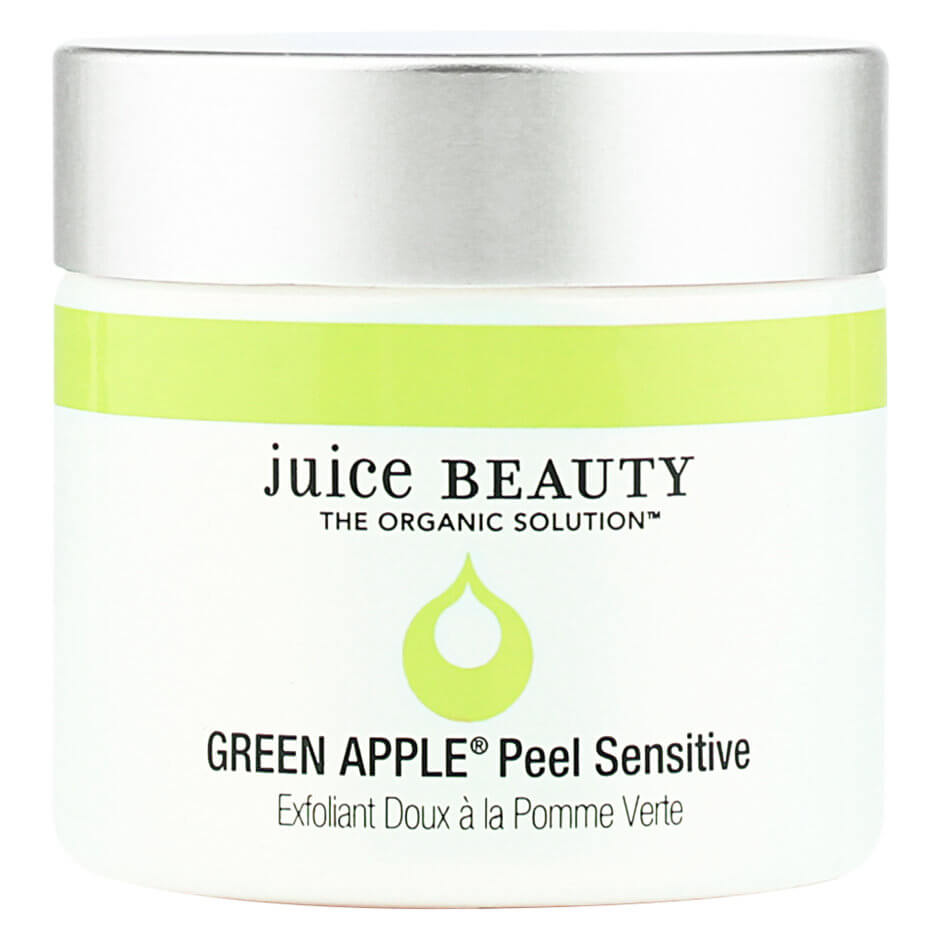 juice BEAUTY
THE ORGANIC SOLUTION™
GREEN APPLE® Peel Sensitive
Exfoliant Doux à la Pomme Verte